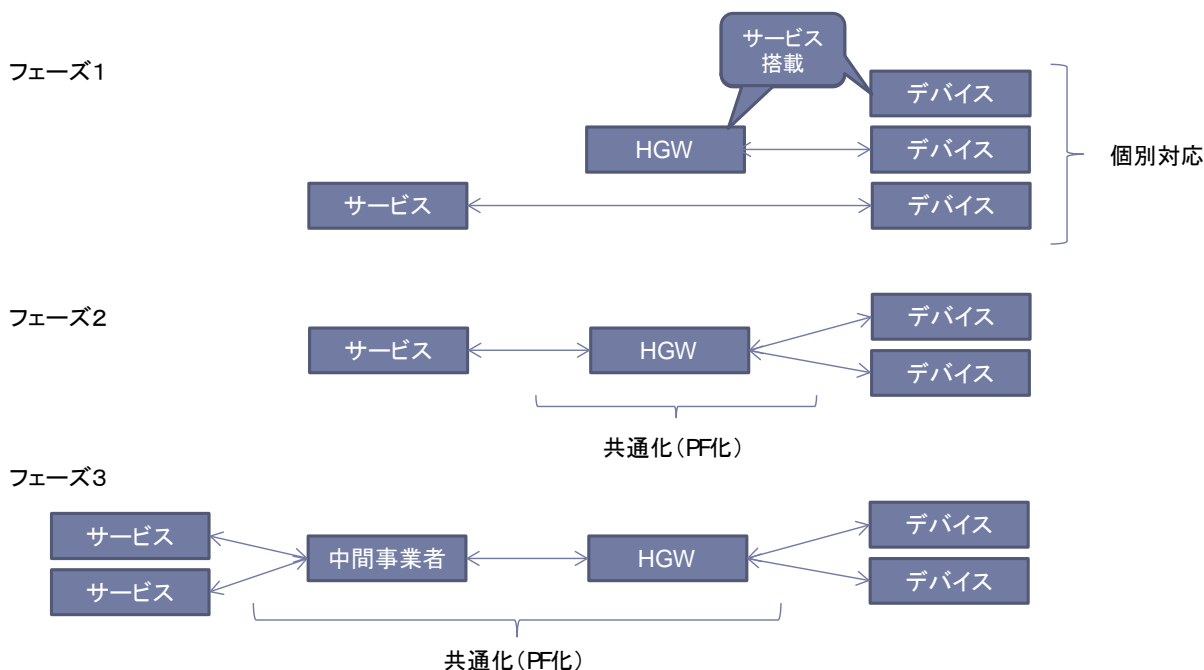 フェーズ1
サービス
搭載
デバイス
HGW
デバイス
個別対応
サービス
デバイス
フェーズ2
デバイス
サービス
HGW
デバイス
共通化(PF化)
フェーズ3
サービス
デバイス
中間事業者
HGW
サービス
デバイス
共通化(PF化)